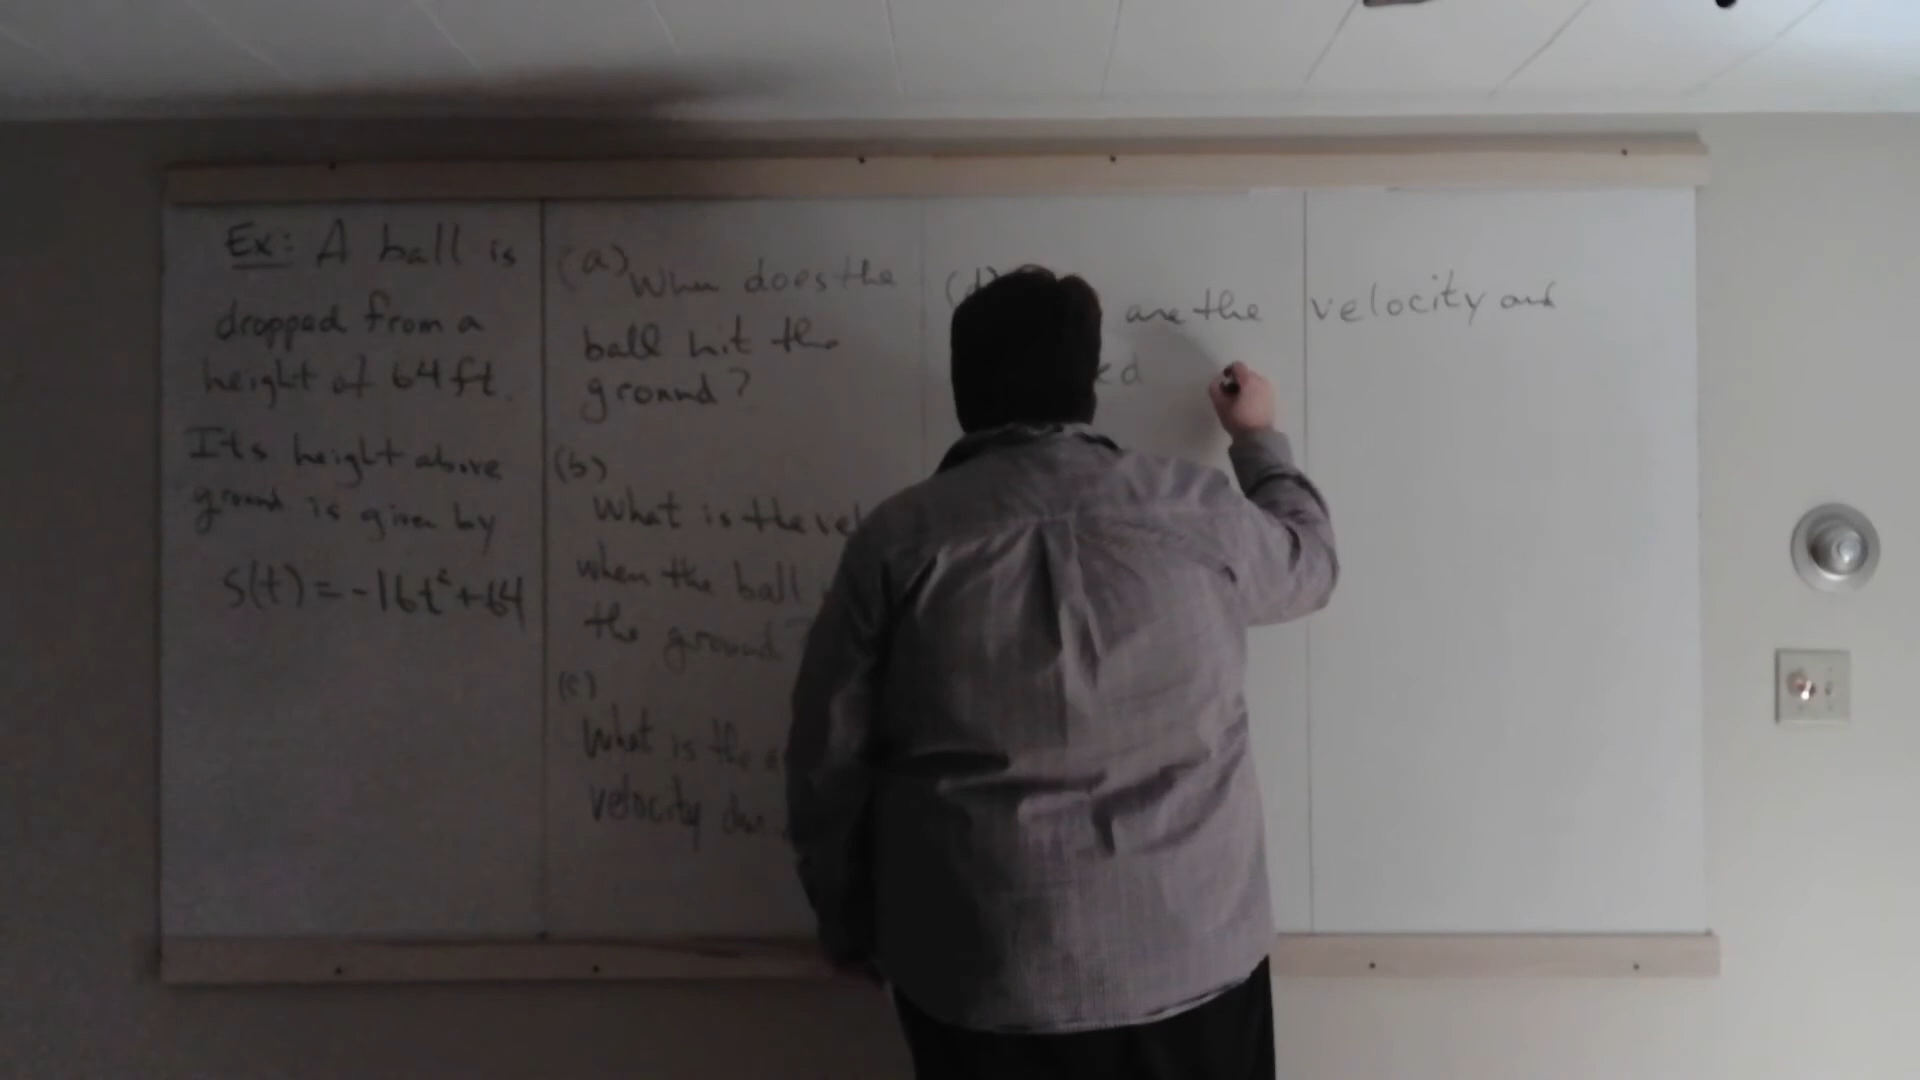 Ex: A ball is
dropped from a
height of 64 ft.
Its height above
ground is given by
s(t) = -16t² + 64
(a) When does the
ball hit the
ground?
(b)
What is the
when the ball
the ground
(c)
What is the
velocity
(d) are the velocity and